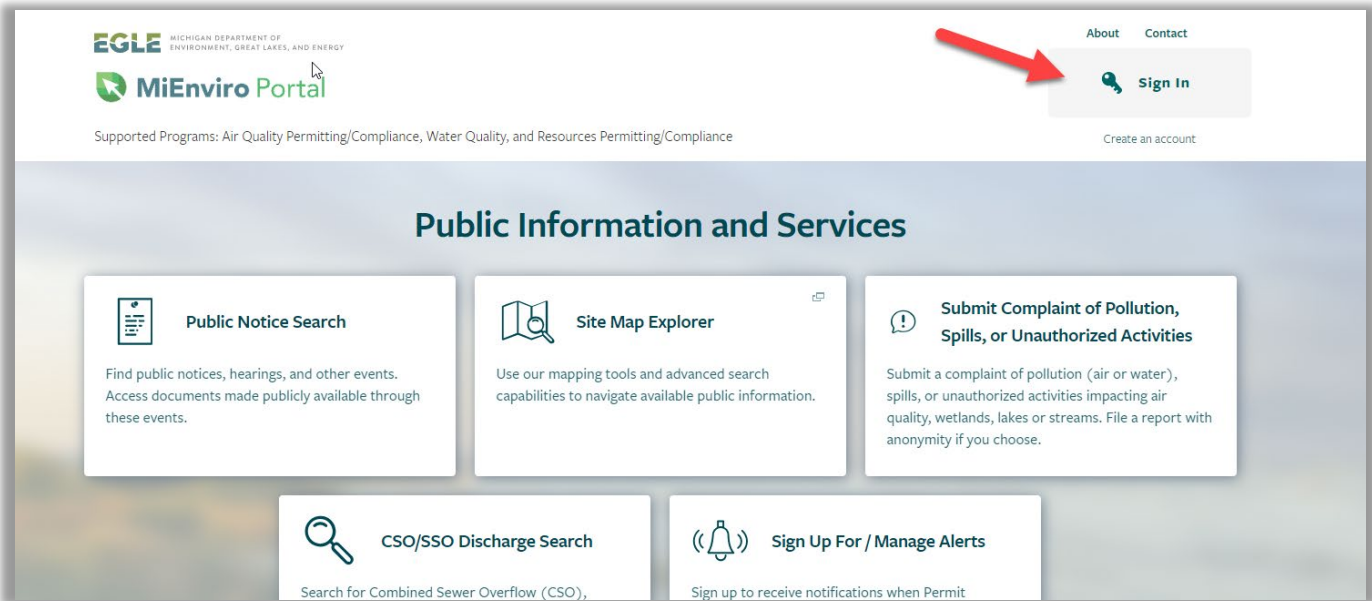 EGLE
MICHIGAN DEPARTMENT OF
ENVIRONMENT, GREAT LAKES, AND ENERGY
MiEnviro Portal
About Contact
Sign In
Create an account
Supported Programs: Air Quality Permitting/Compliance, Water Quality, and Resources Permitting/Compliance
Public Information and Services
Public Notice Search
Find public notices, hearings, and other events.
Access documents made publicly available through
these events.
Site Map Explorer
Use our mapping tools and advanced search
capabilities to navigate available public information.
Submit Complaint of Pollution,
Spills, or Unauthorized Activities
Submit a complaint of pollution (air or water),
spills, or unauthorized activities impacting air
quality, wetlands, lakes or streams. File a report with
anonymity if you choose.
CSO/SSO Discharge Search
Search for Combined Sewer Overflow (CSO),
Sign Up For / Manage Alerts
Sign up to receive notifications when Permit